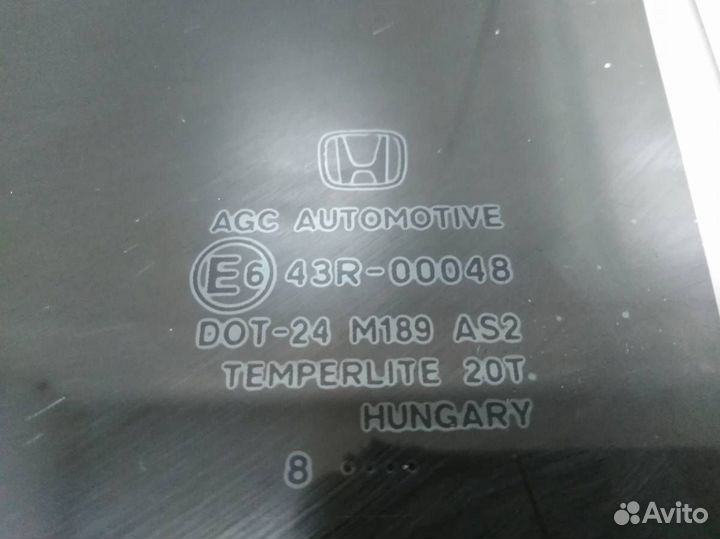 AGC AUTOMOTIVE
E6 43R-00048
DOT-24 M189 AS2
TEMPERLITE 20T.
HUNGARY
8
Avito